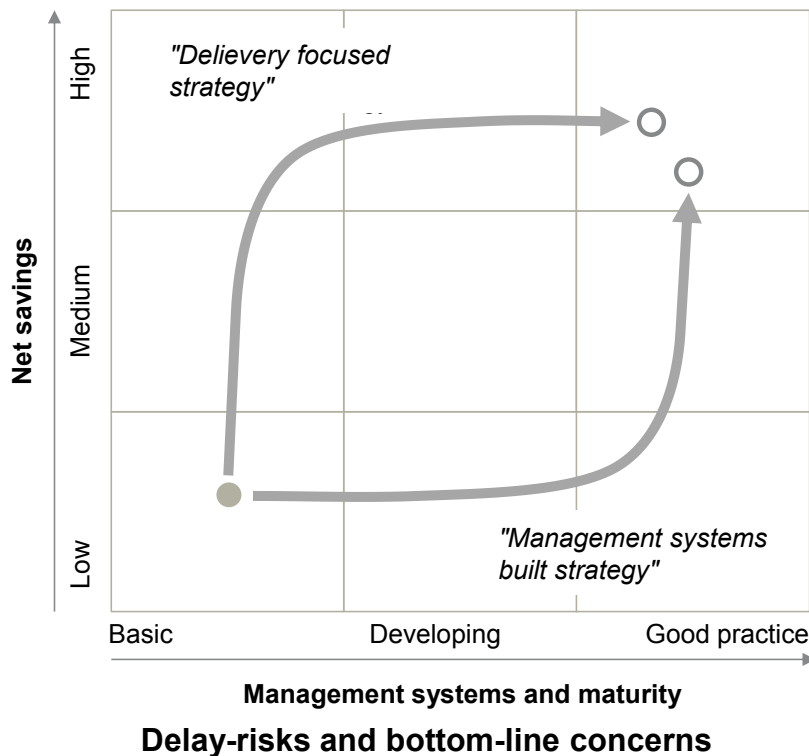 "Delievery focused
strategy"
High
Medium
Low
Net savings
"Management systems
built strategy"
Basic
Developing
Good practice
Management systems and maturity
Delay-risks and bottom-line concerns